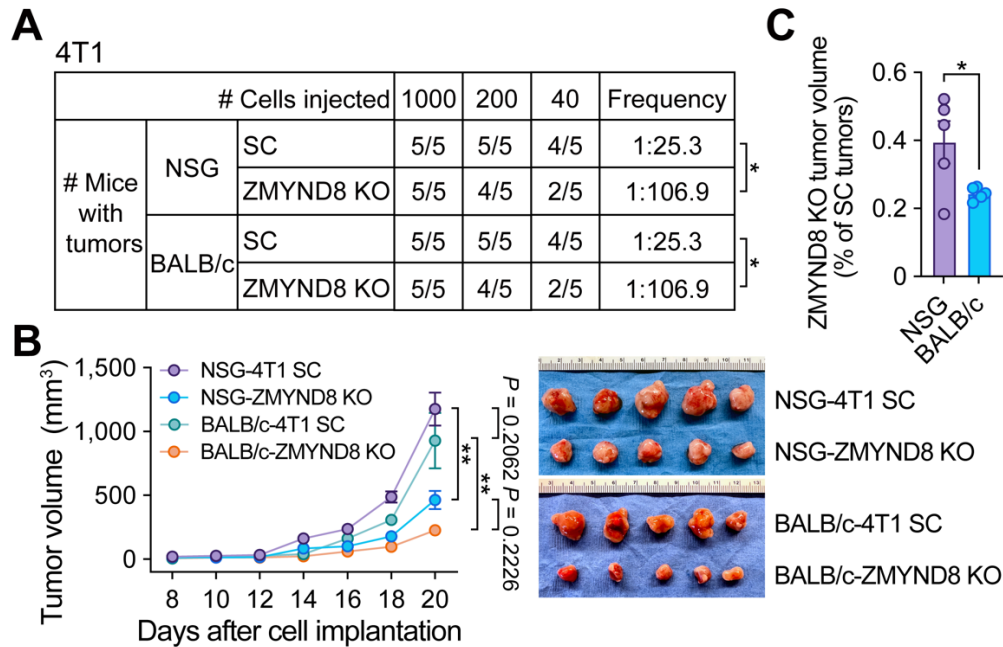 A
4T1
# Cells injected 1000 200 40 Frequency
# Mice with tumors
NSG
SC 5/5 5/5 4/5 1:25.3
*
ZMYND8 KO 5/5 4/5 2/5 1:106.9
BALB/c
SC 5/5 5/5 4/5 1:25.3
*
ZMYND8 KO 5/5 4/5 2/5 1:106.9
B
Tumor volume (mm³)
1,500
1,000
500
0
8 10 12 14 16 18 20
Days after cell implantation
NSG-4T1 SC
NSG-ZMYND8 KO
BALB/c-4T1 SC
BALB/c-ZMYND8 KO
**
**
P = 0.2062
P = 0.2226
NSG-4T1 SC
NSG-ZMYND8 KO
BALB/c-4T1 SC
BALB/c-ZMYND8 KO
C
ZMYND8 KO tumor volume
(% of SC tumors)
0.6
0.4
0.2
0
*
NSG
BALB/c